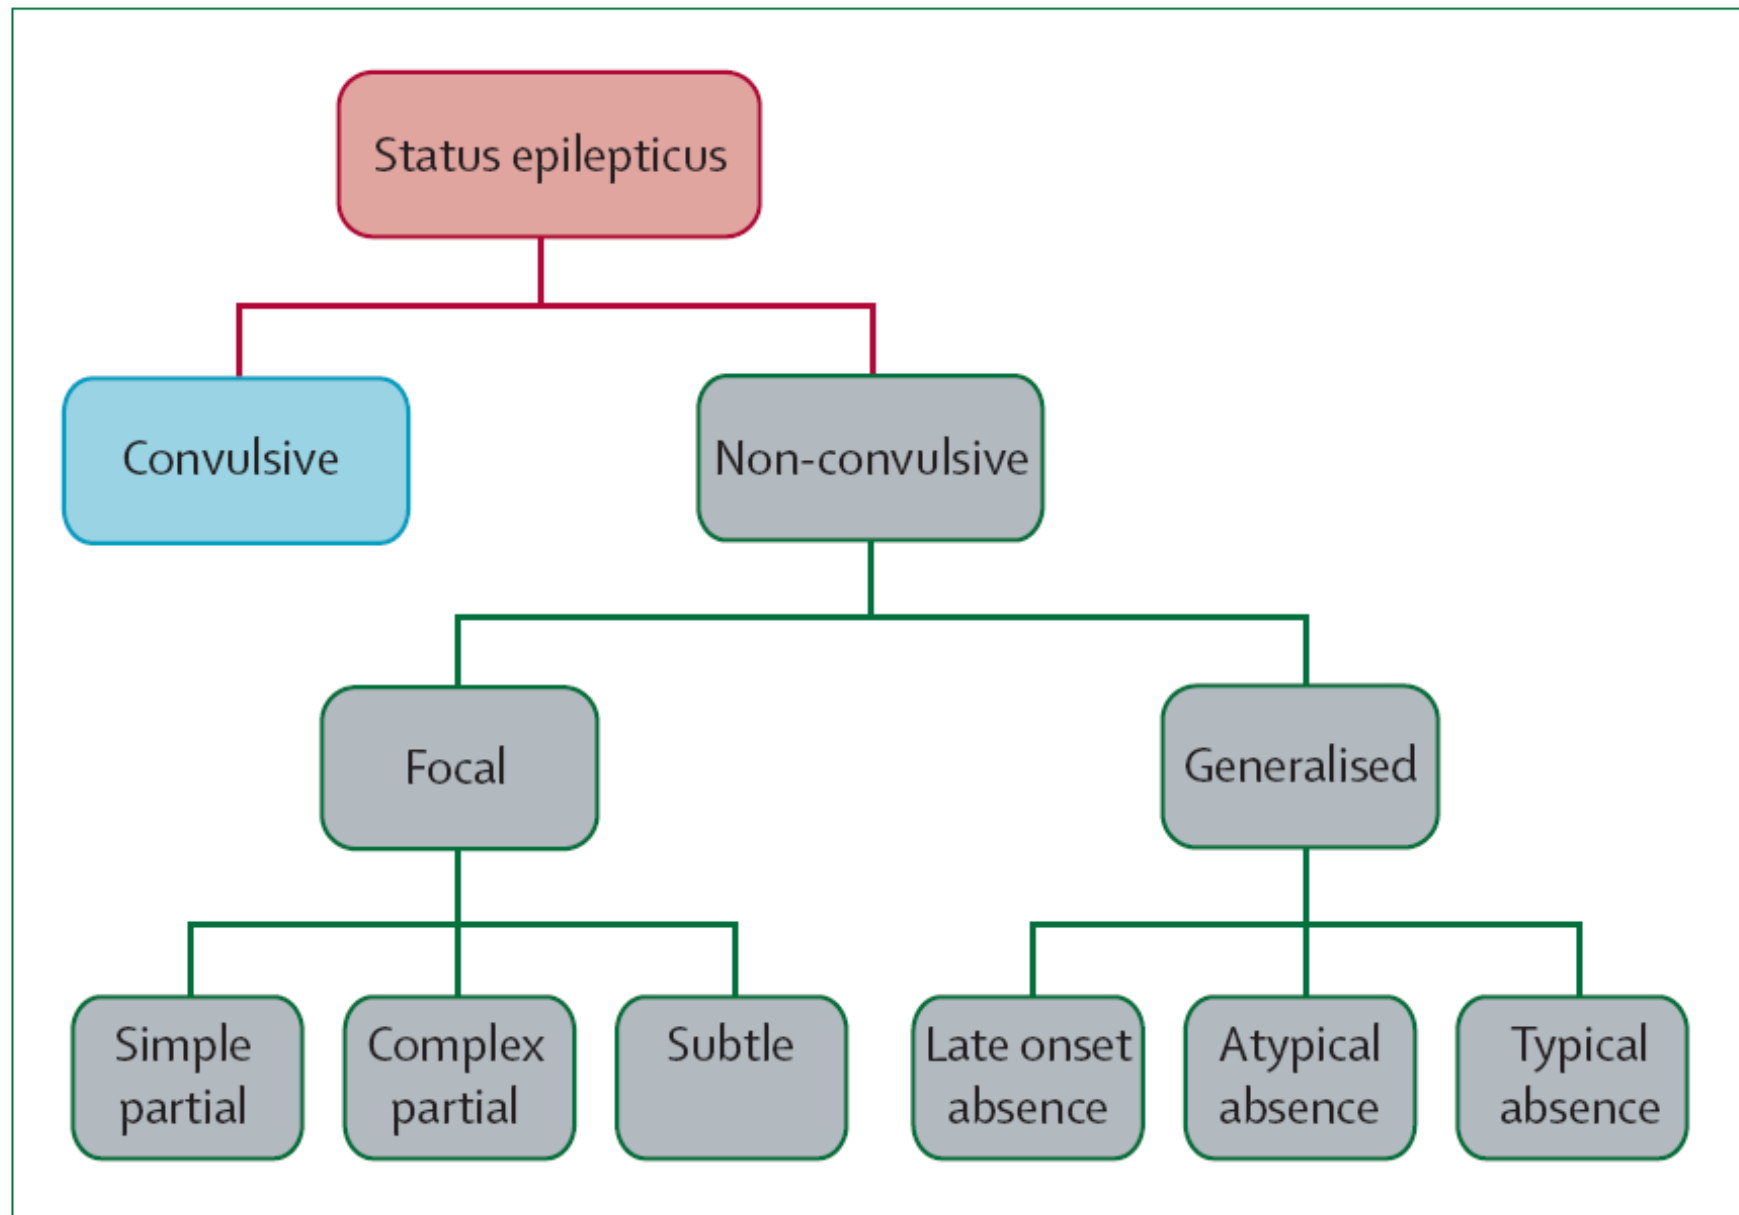 Status epilepticus
Convulsive
Non-convulsive
Focal
Generalised
Simple
partial
Complex
partial
Subtle
Late onset
absence
Atypical
absence
Typical
absence